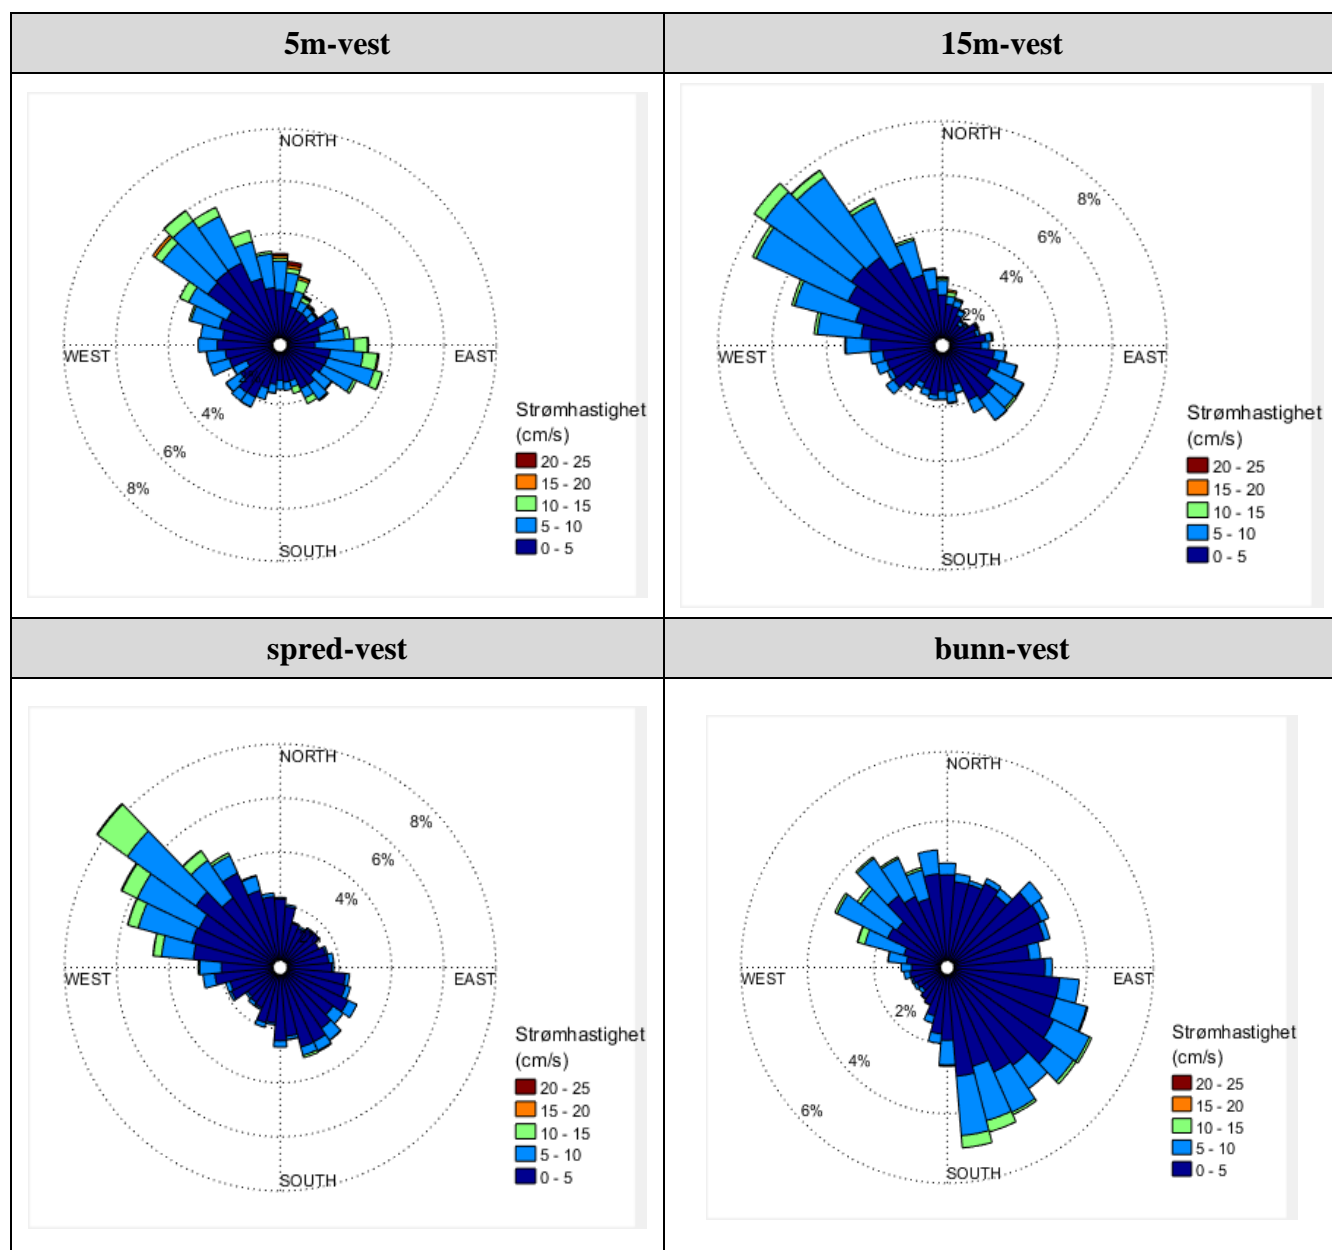 5m-vest
15m-vest
NORTH
WEST
EAST
4%
6%
8%
SOUTH
Strømhastighet
(cm/s)
20 - 25
15 - 20
10 - 15
5 - 10
0 - 5
NORTH
8%
6%
4%
2%
WEST
EAST
SOUTH
Strømhastighet
(cm/s)
20 - 25
15 - 20
10 - 15
5 - 10
0 - 5
spred-vest
bunn-vest
NORTH
8%
6%
4%
WEST
EAST
SOUTH
Strømhastighet
(cm/s)
20 - 25
15 - 20
10 - 15
5 - 10
0 - 5
NORTH
WEST
EAST
2%
4%
6%
SOUTH
Strømhastighet
(cm/s)
20 - 25
15 - 20
10 - 15
5 - 10
0 - 5